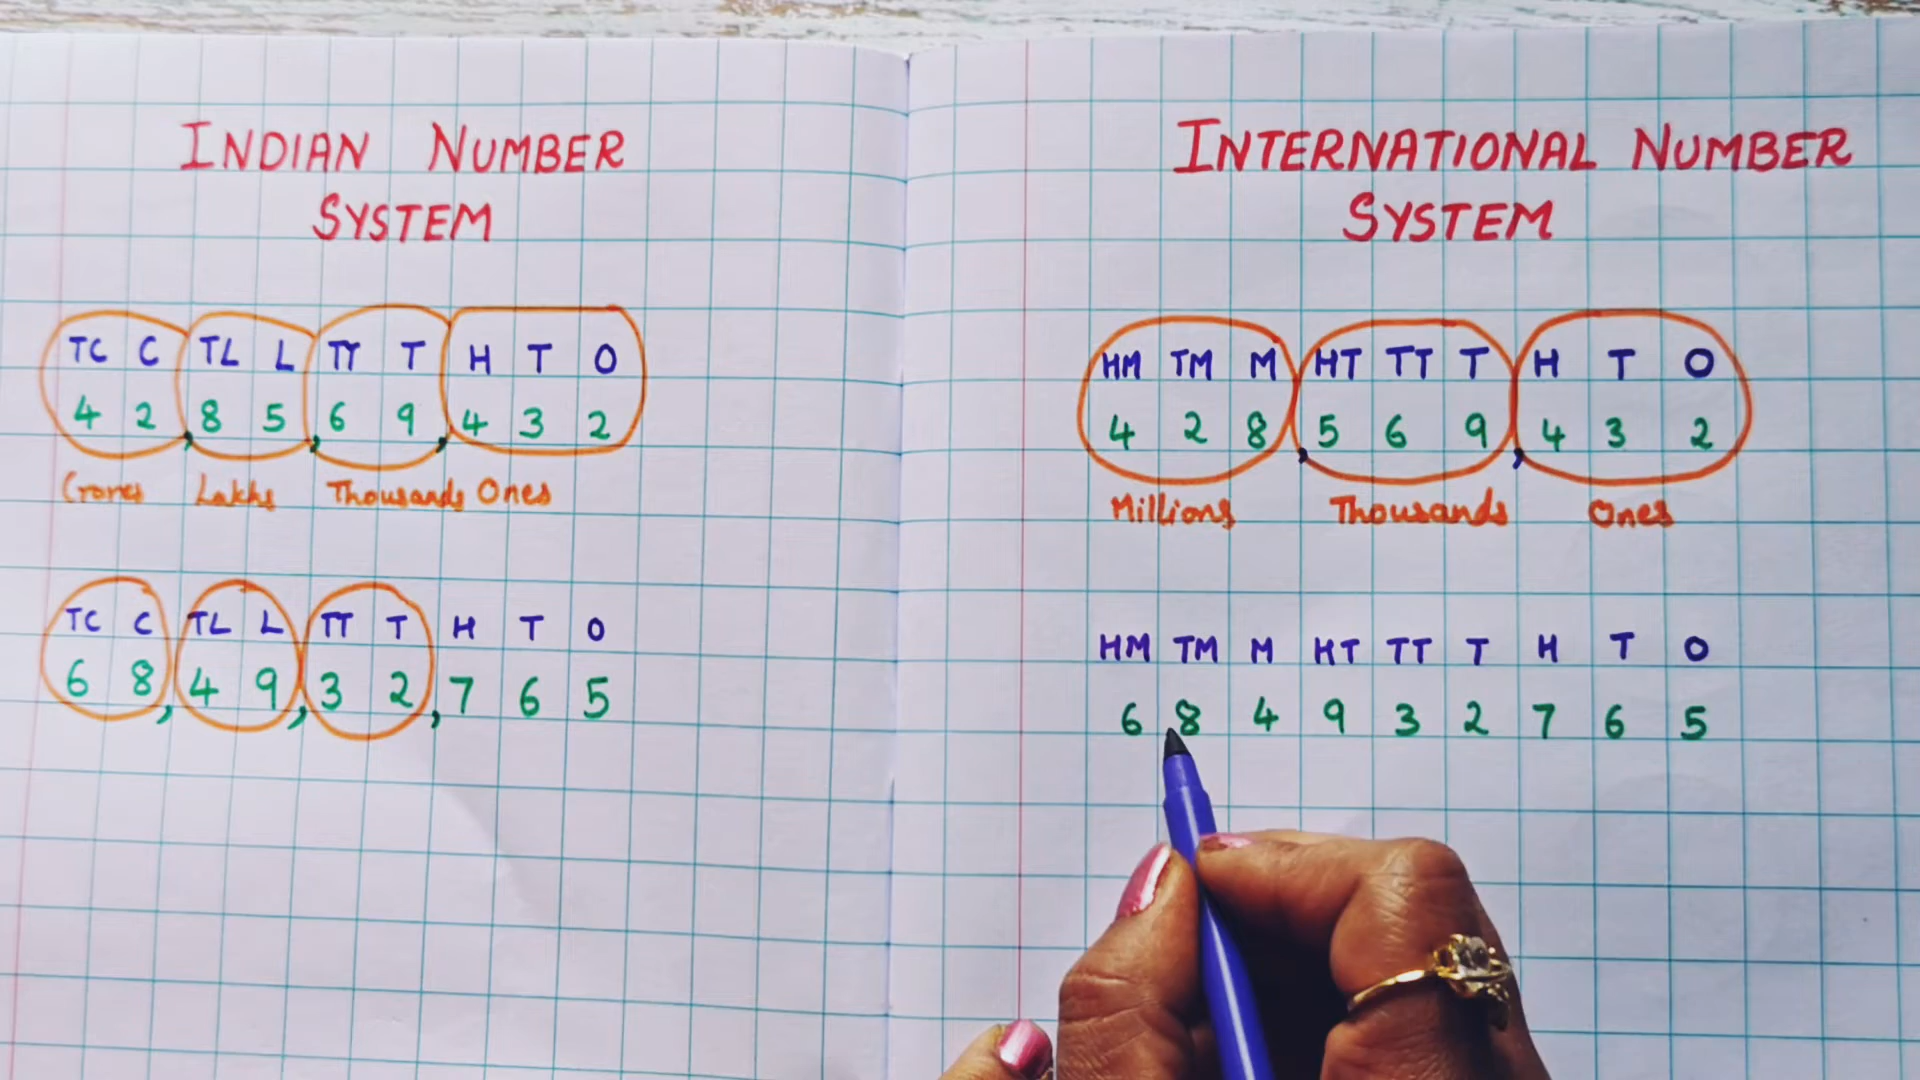 INDIAN NUMBER
SYSTEM
TC C TL L TT T H T O
4 2, 8 5, 6 9, 4 3 2
Crores Lakhs Thousands Ones
TC C TL L TT T H T O
6 8, 4 9, 3 2, 7 6 5
INTERNATIONAL NUMBER
SYSTEM
HM TM M HT TT T H T O
4 2 8, 5 6 9, 4 3 2
Millions Thousands Ones
HM TM M HT TT T H T O
6 8 4 9 3 2 7 6 5